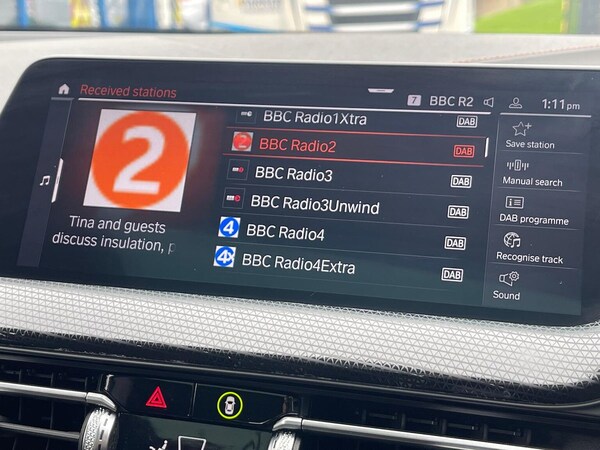 Received stations
7 BBC R2 1:11 pm
BBC Radio1Xtra DAB
2 BBC Radio2 DAB
BBC Radio3 DAB
BBC Radio3Unwind DAB
4 BBC Radio4 DAB
4X BBC Radio4Extra DAB
2
Tina and guests
discuss insulation, p
Save station
Manual search
DAB programme
Recognise track
Sound